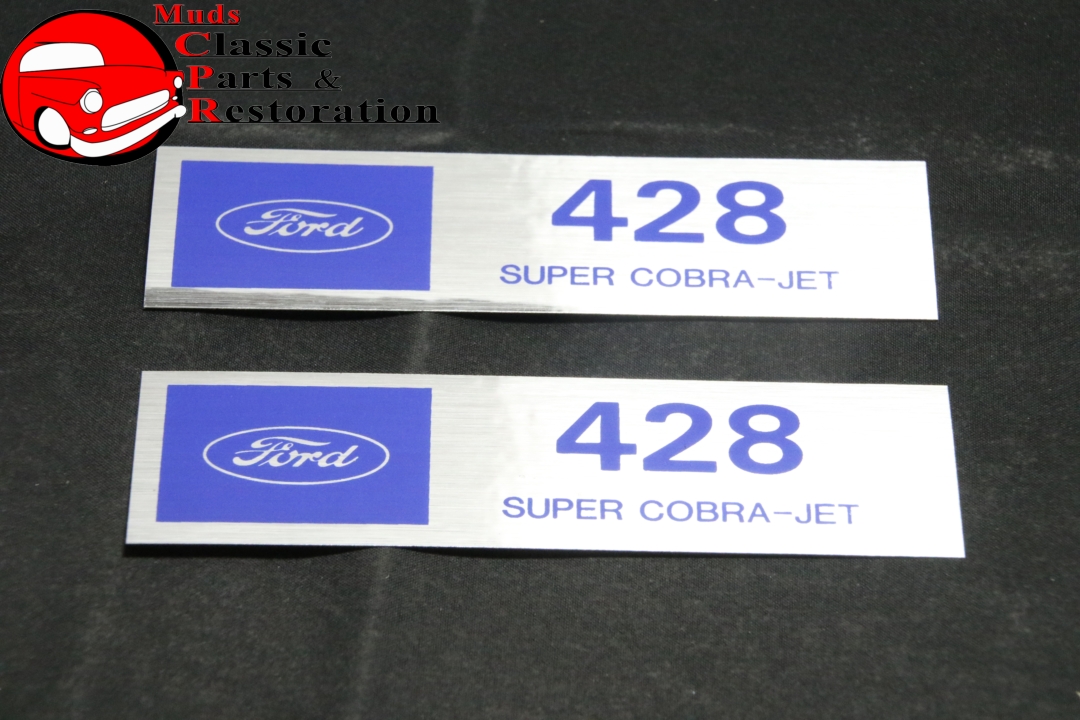 Muds
Classic
Parts &
Restoration
Ford
428
SUPER COBRA-JET
Ford
428
SUPER COBRA-JET